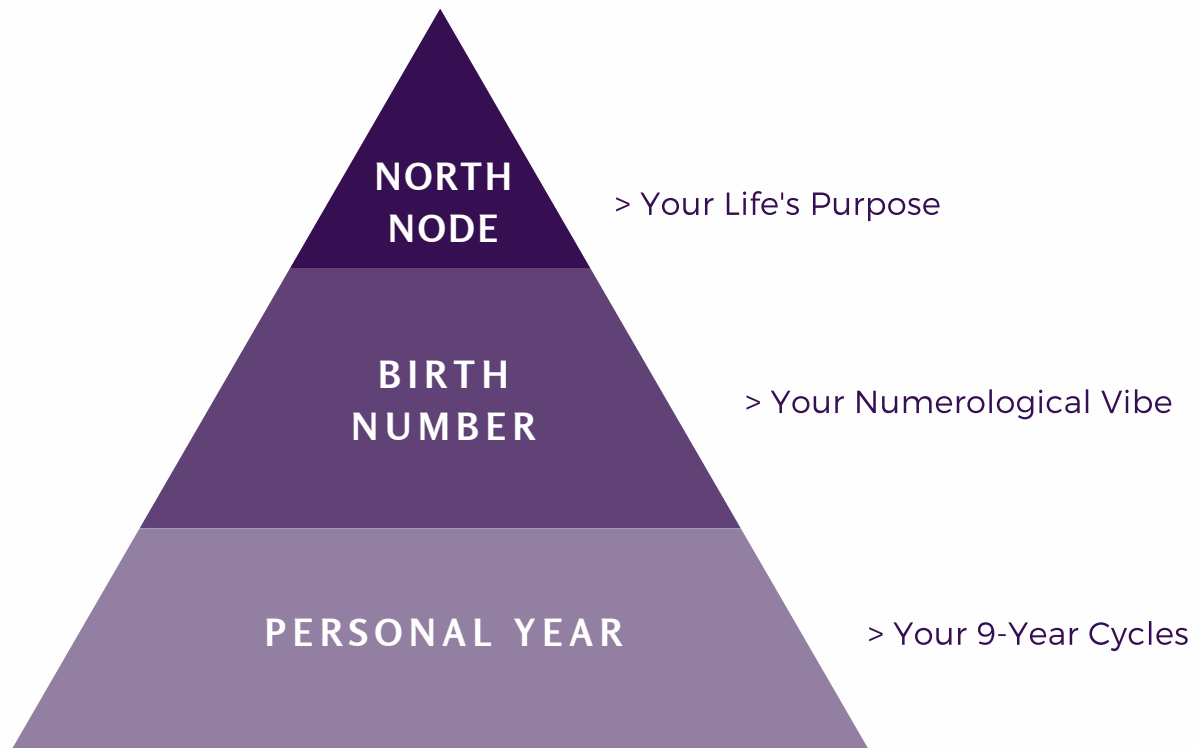 NORTH
NODE
> Your Life's Purpose
BIRTH
NUMBER
> Your Numerological Vibe
PERSONAL YEAR
> Your 9-Year Cycles